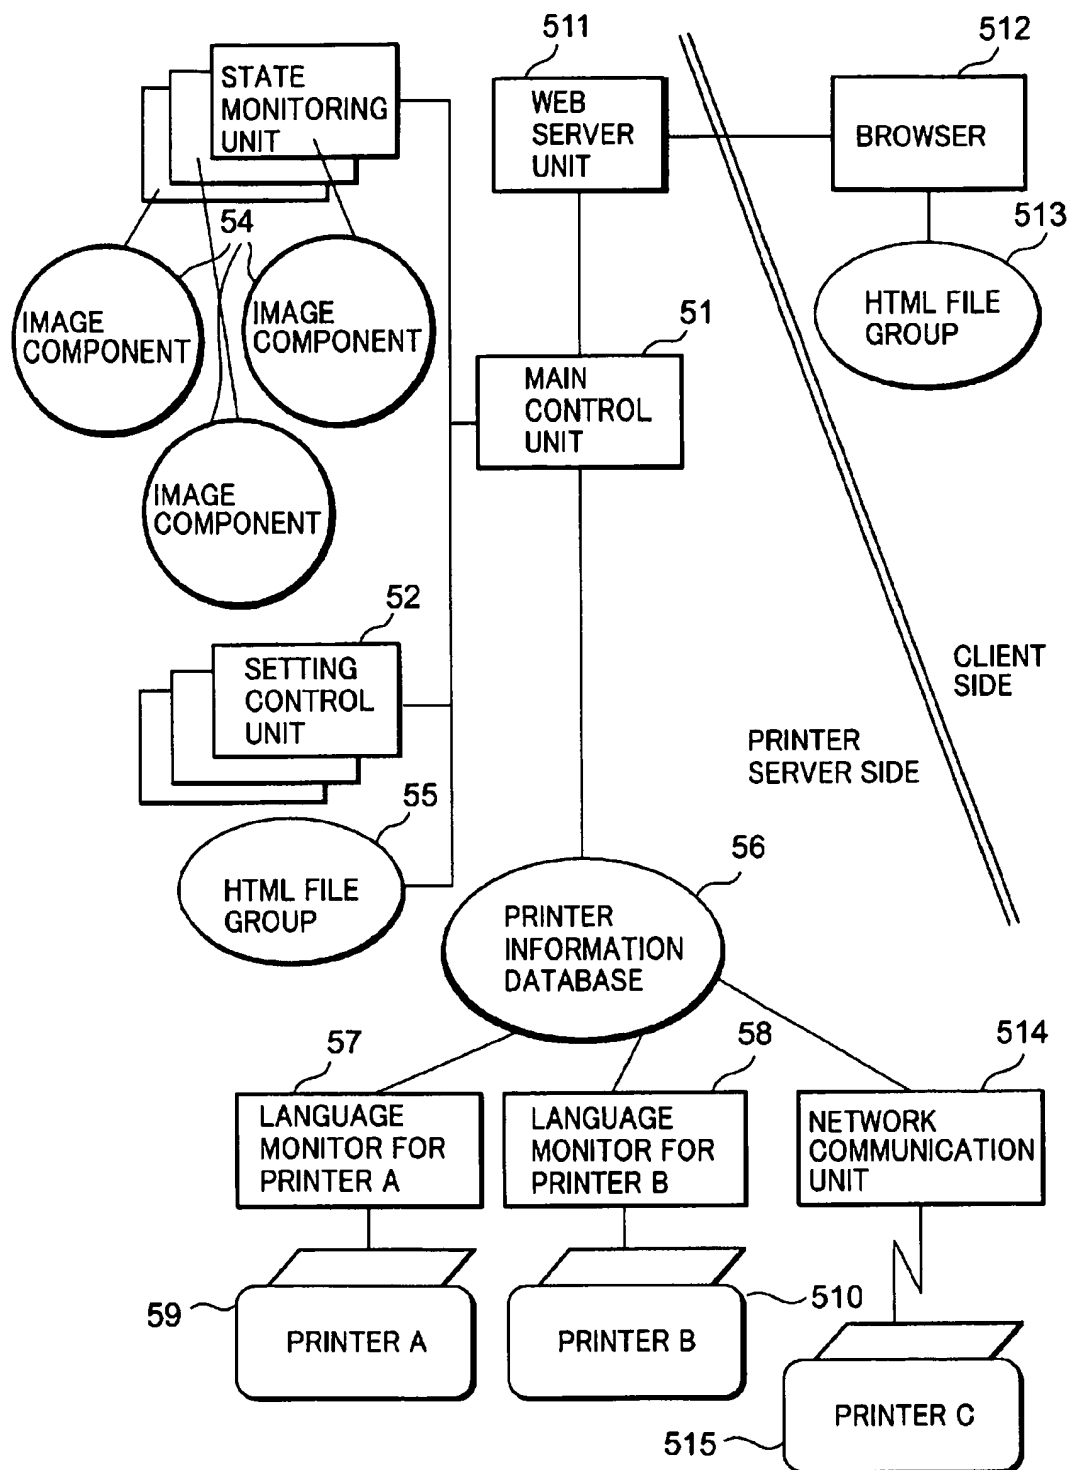 511
512
STATE
MONITORING
UNIT
WEB
SERVER
UNIT
BROWSER
54
513
IMAGE
COMPONENT
IMAGE
COMPONENT
HTML FILE
GROUP
51
MAIN
CONTROL
UNIT
IMAGE
COMPONENT
52
SETTING
CONTROL
UNIT
CLIENT
SIDE
PRINTER
SERVER SIDE
55
HTML FILE
GROUP
56
PRINTER
INFORMATION
DATABASE
57
58
514
LANGUAGE
MONITOR FOR
PRINTER A
LANGUAGE
MONITOR FOR
PRINTER B
NETWORK
COMMUNICATION
UNIT
59
PRINTER A
PRINTER B
510
PRINTER C
515